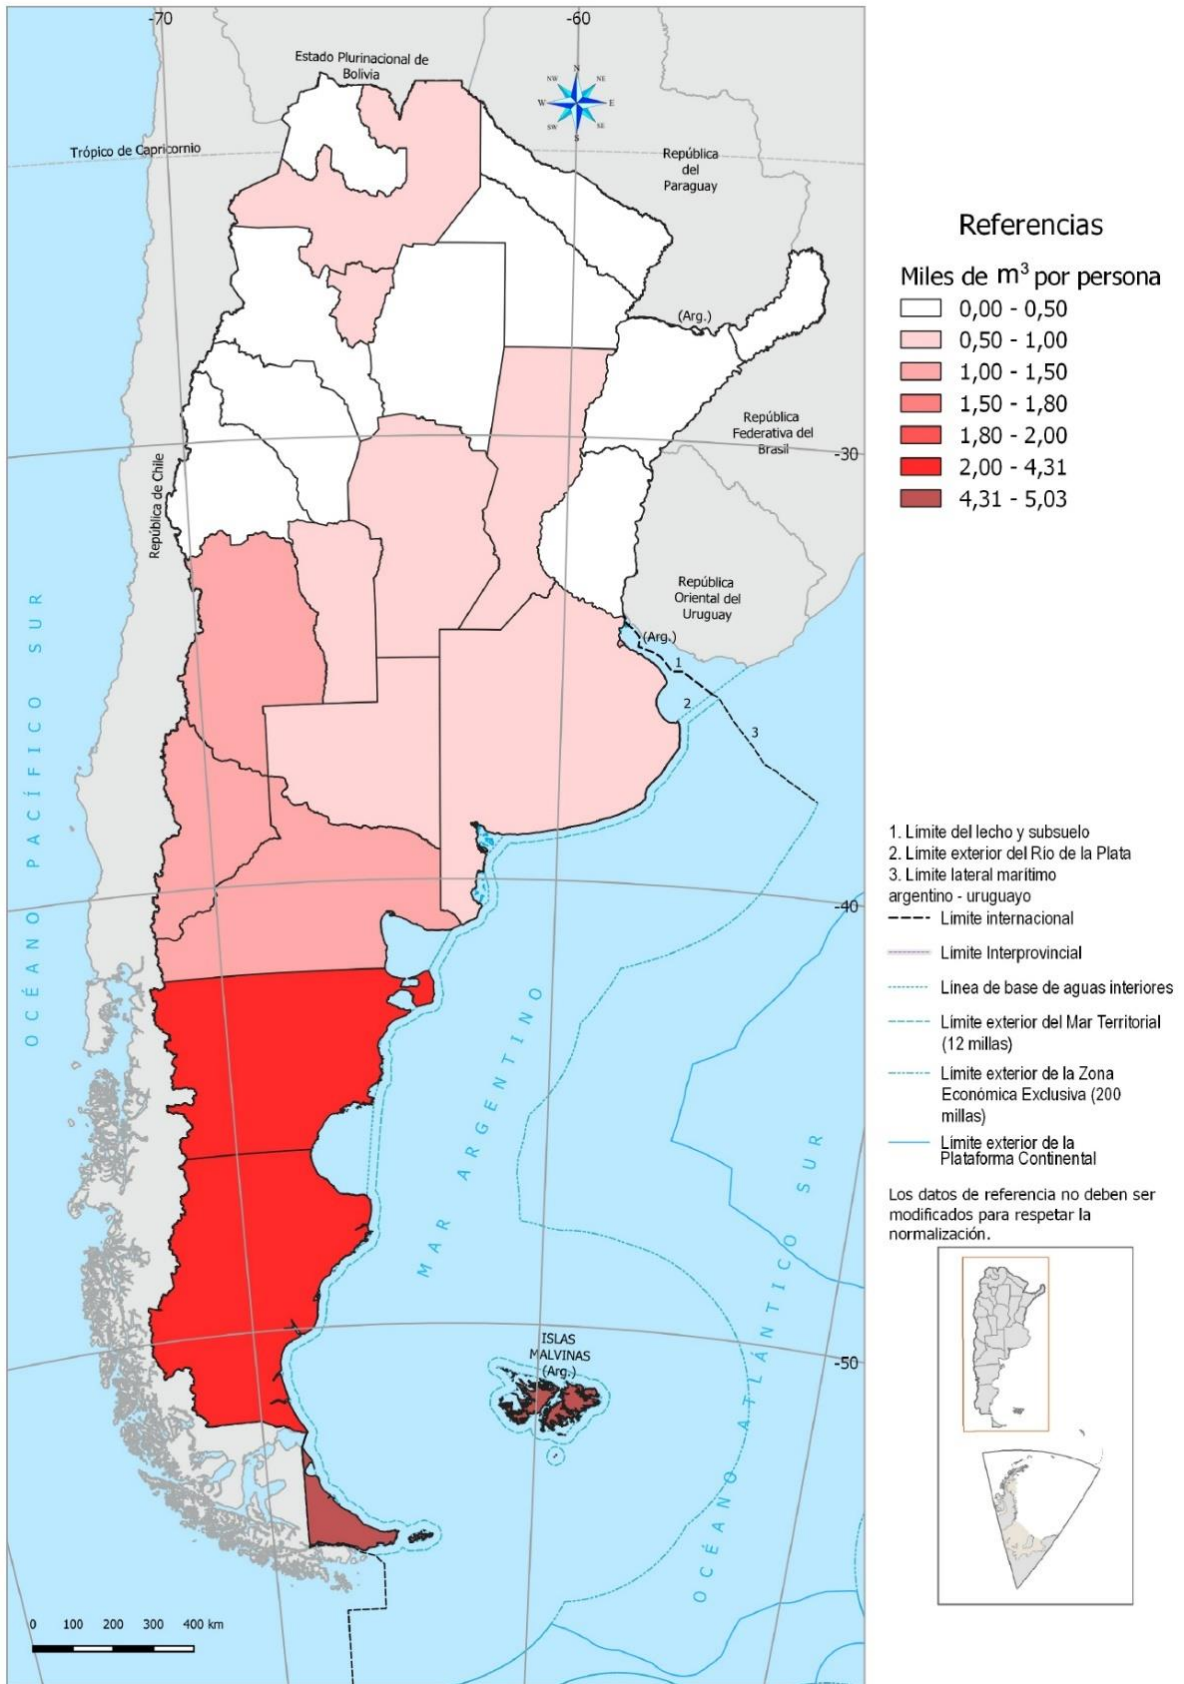 -70
-60
Estado Plurinacional de
Bolivia
N
NW
NE
W
E
SW
SE
S
Trópico de Capricornio
República
del
Paraguay
(Arg.)
República
Federativa del
Brasil
-30
República de Chile
República
Oriental del
Uruguay
(Arg.)
1
2
3
OCÉANO PACÍFICO SUR
-40
MAR ARGENTINO
ISLAS
MALVINAS
(Arg.)
-50
OCÉANO ATLÁNTICO SUR
0 100 200 300 400 km
Referencias
Miles de m³ por persona
0,00 - 0,50
0,50 - 1,00
1,00 - 1,50
1,50 - 1,80
1,80 - 2,00
2,00 - 4,31
4,31 - 5,03
1. Límite del lecho y subsuelo
2. Límite exterior del Río de la Plata
3. Límite lateral marítimo
argentino - uruguayo
Límite internacional
Límite Interprovincial
Línea de base de aguas interiores
Límite exterior del Mar Territorial
(12 millas)
Límite exterior de la Zona
Económica Exclusiva (200
millas)
Límite exterior de la
Plataforma Continental
Los datos de referencia no deben ser
modificados para respetar la
normalización.